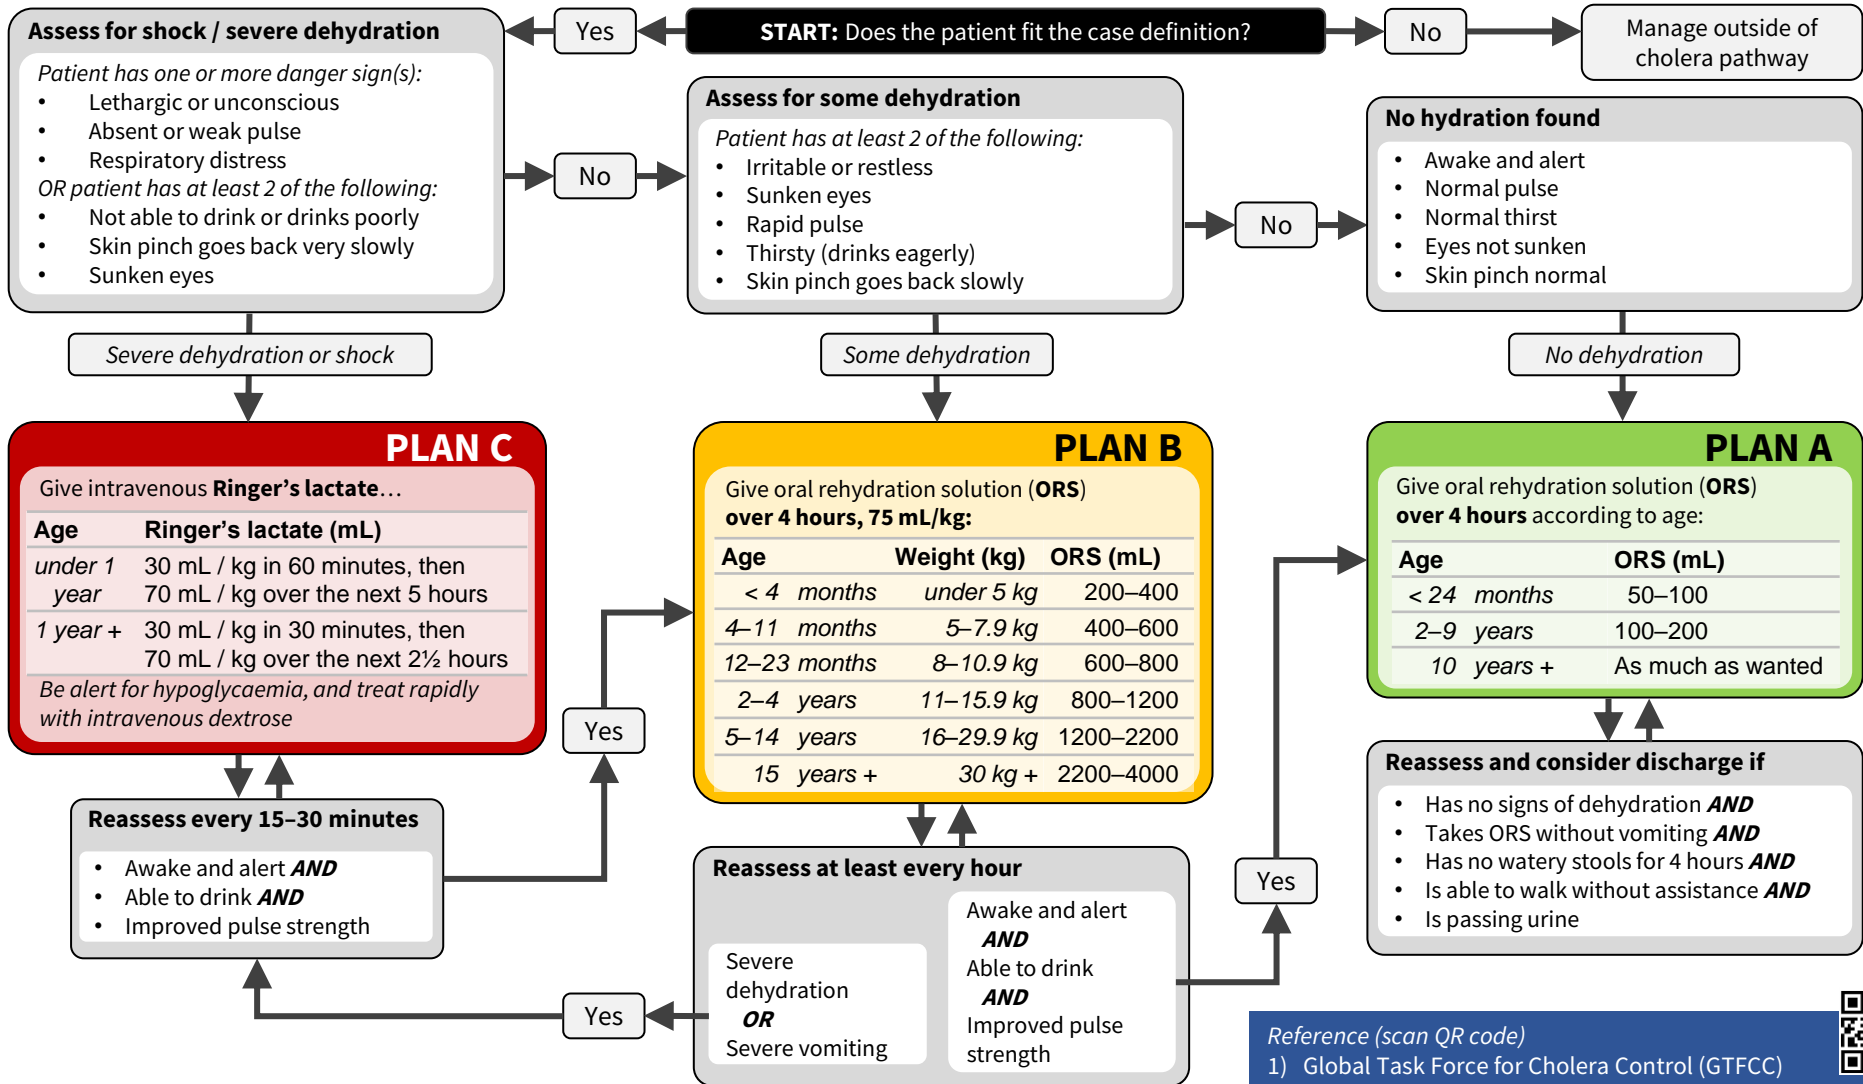 START: Does the patient fit the case definition?
Yes
No
Manage outside of
cholera pathway
Assess for shock / severe dehydration
Patient has one or more danger sign(s):
• Lethargic or unconscious
• Absent or weak pulse
• Respiratory distress
OR patient has at least 2 of the following:
• Not able to drink or drinks poorly
• Skin pinch goes back very slowly
• Sunken eyes
No
Assess for some dehydration
Patient has at least 2 of the following:
• Irritable or restless
• Sunken eyes
• Rapid pulse
• Thirsty (drinks eagerly)
• Skin pinch goes back slowly
No
No hydration found
• Awake and alert
• Normal pulse
• Normal thirst
• Eyes not sunken
• Skin pinch normal
Severe dehydration or shock
Some dehydration
No dehydration
PLAN C
Give intravenous Ringer's lactate…
Age Ringer's lactate (mL)
under 1 30 mL / kg in 60 minutes, then
year 70 mL / kg over the next 5 hours
1 year + 30 mL / kg in 30 minutes, then
70 mL / kg over the next 2½ hours
Be alert for hypoglycaemia, and treat rapidly
with intravenous dextrose
Yes
PLAN B
Give oral rehydration solution (ORS)
over 4 hours, 75 mL/kg:
Age Weight (kg) ORS (mL)
< 4 months under 5 kg 200–400
4–11 months 5–7.9 kg 400–600
12–23 months 8–10.9 kg 600–800
2–4 years 11–15.9 kg 800–1200
5–14 years 16–29.9 kg 1200–2200
15 years + 30 kg + 2200–4000
PLAN A
Give oral rehydration solution (ORS)
over 4 hours according to age:
Age ORS (mL)
< 24 months 50–100
2–9 years 100–200
10 years + As much as wanted
Reassess every 15–30 minutes
• Awake and alert AND
• Able to drink AND
• Improved pulse strength
Reassess at least every hour
Severe
dehydration
OR
Severe vomiting
Awake and alert
AND
Able to drink
AND
Improved pulse
strength
Yes
Yes
Reassess and consider discharge if
• Has no signs of dehydration AND
• Takes ORS without vomiting AND
• Has no watery stools for 4 hours AND
• Is able to walk without assistance AND
• Is passing urine
Reference (scan QR code)
1) Global Task Force for Cholera Control (GTFCC)